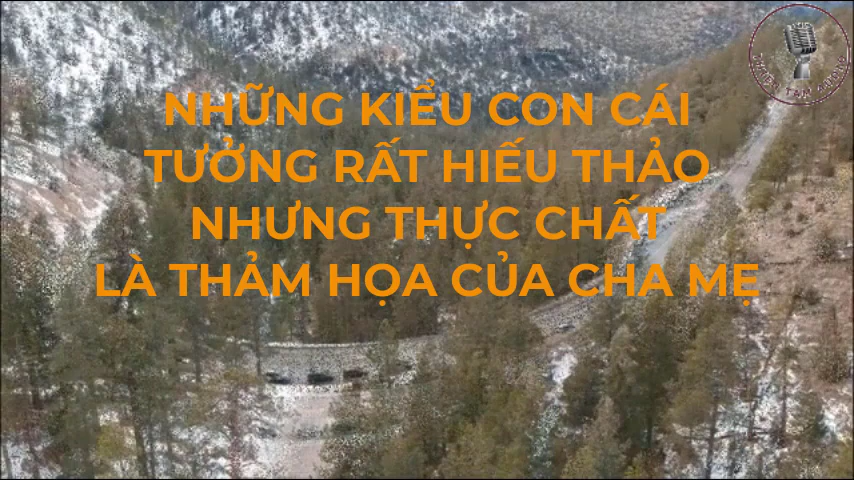 NHỮNG KIỂU CON CÁI
TƯỞNG RẤT HIẾU THẢO
NHƯNG THỰC CHẤT
LÀ THẢM HỌA CỦA CHA MẸ